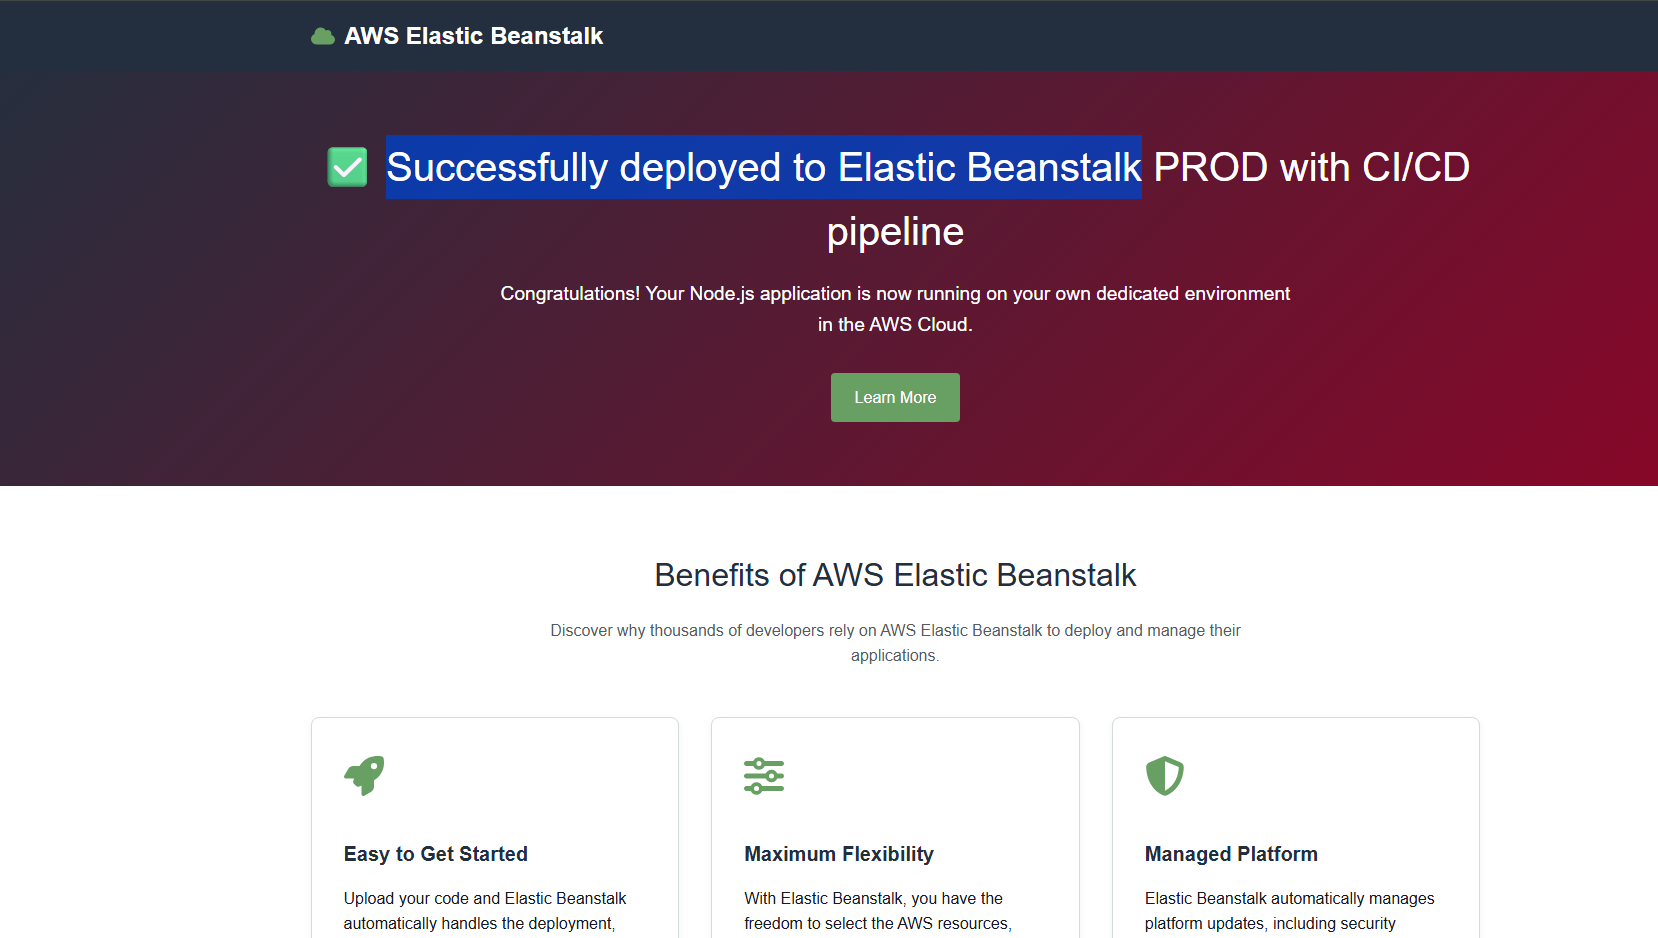 AWS Elastic Beanstalk
✅ Successfully deployed to Elastic Beanstalk PROD with CI/CD
pipeline
Congratulations! Your Node.js application is now running on your own dedicated environment
in the AWS Cloud.
Learn More
Benefits of AWS Elastic Beanstalk
Discover why thousands of developers rely on AWS Elastic Beanstalk to deploy and manage their
applications.
Easy to Get Started
Upload your code and Elastic Beanstalk
automatically handles the deployment,
Maximum Flexibility
With Elastic Beanstalk, you have the
freedom to select the AWS resources,
Managed Platform
Elastic Beanstalk automatically manages
platform updates, including security